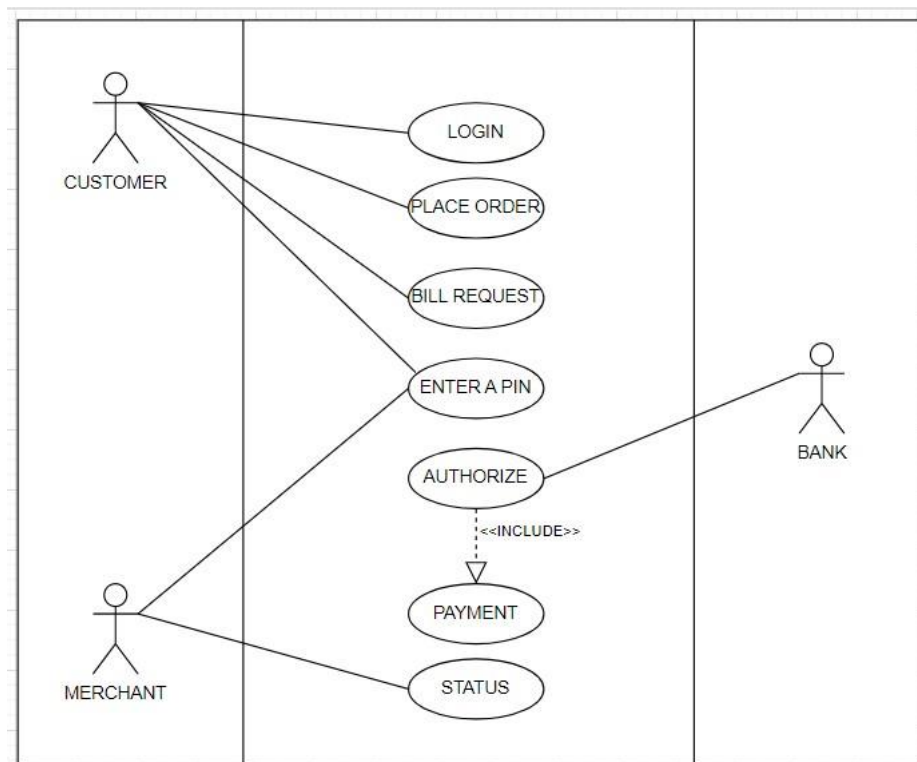 LOGIN
CUSTOMER
PLACE ORDER
BILL REQUEST
ENTER A PIN
BANK
AUTHORIZE
<<INCLUDE>>
PAYMENT
MERCHANT
STATUS